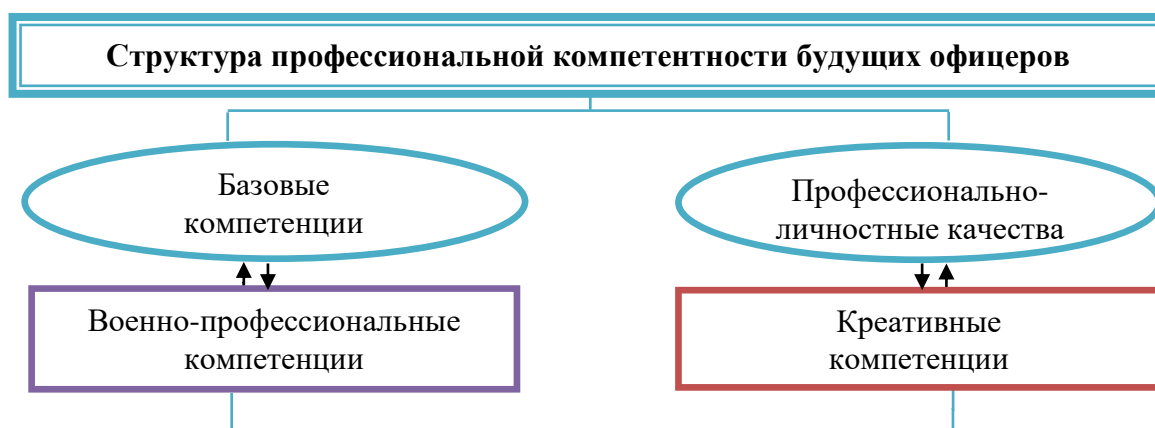 Структура профессиональной компетентности будущих офицеров
Базовые
компетенции
Профессионально-
личностные качества
Военно-профессиональные
компетенции
Креативные
компетенции